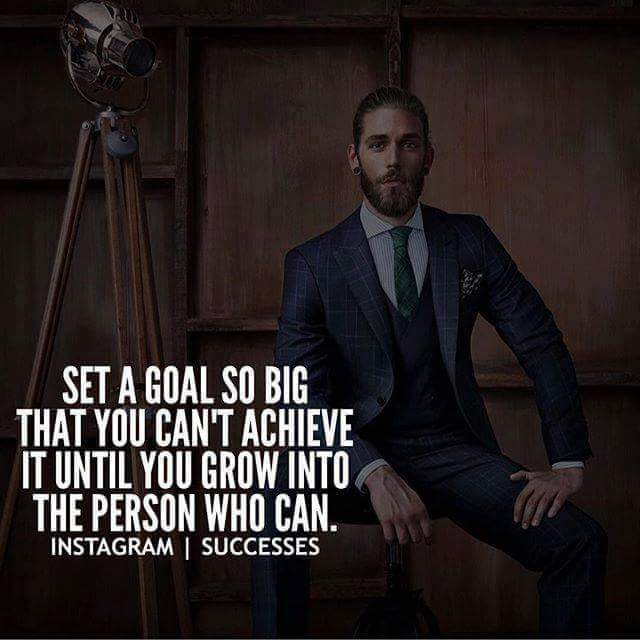 SET A GOAL SO BIG
THAT YOU CAN'T ACHIEVE
IT UNTIL YOU GROW INTO
THE PERSON WHO CAN.
INSTAGRAM | SUCCESSES